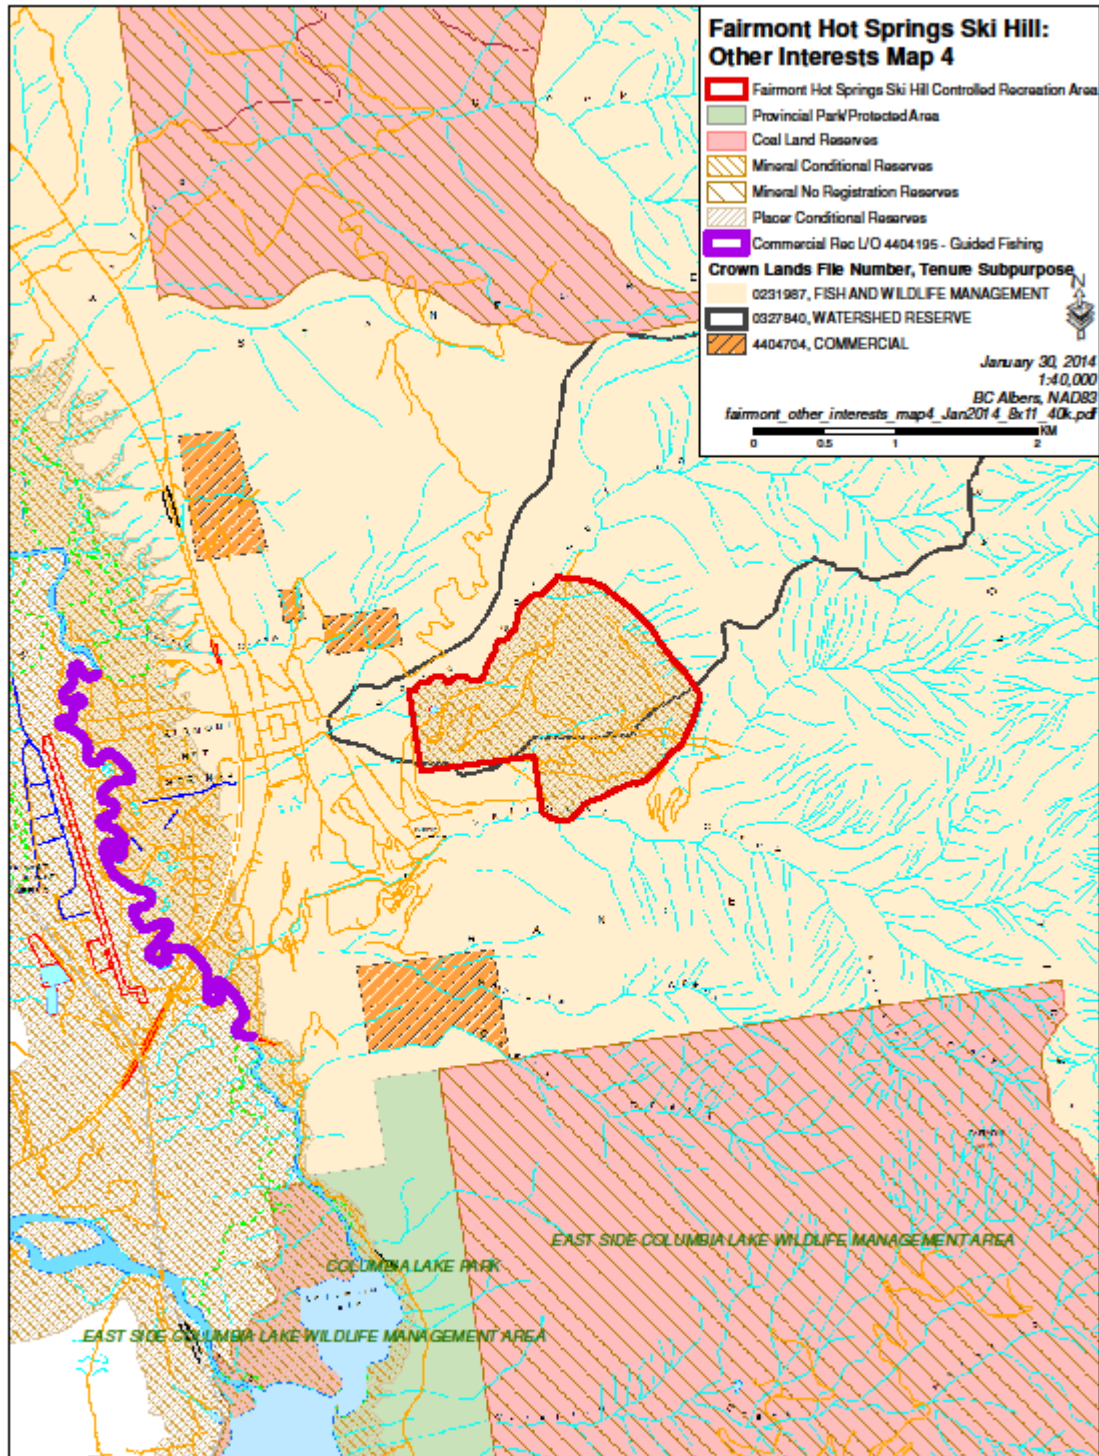 Fairmont Hot Springs Ski Hill:
Other Interests Map 4
Fairmont Hot Springs Ski Hill Controlled Recreation Area
Provincial Park/Protected Area
Coal Land Reserves
Mineral Conditional Reserves
Mineral No Registration Reserves
Placer Conditional Reserves
Commercial Rec L/O 4404195 - Guided Fishing
Crown Lands File Number, Tenure Subpurpose
N
0231987, FISH AND WILDLIFE MANAGEMENT
0327840, WATERSHED RESERVE
4404704, COMMERCIAL
January 30, 2014
1:40,000
BC Albers, NAD83
fairmont_other_interests_map4_Jan2014_8x11_40k.pdf
KM
0 0.5 1 2
EAST SIDE COLUMBIA LAKE WILDLIFE MANAGEMENT AREA
COLUMBIA LAKE PARK
EAST SIDE COLUMBIA LAKE WILDLIFE MANAGEMENT AREA